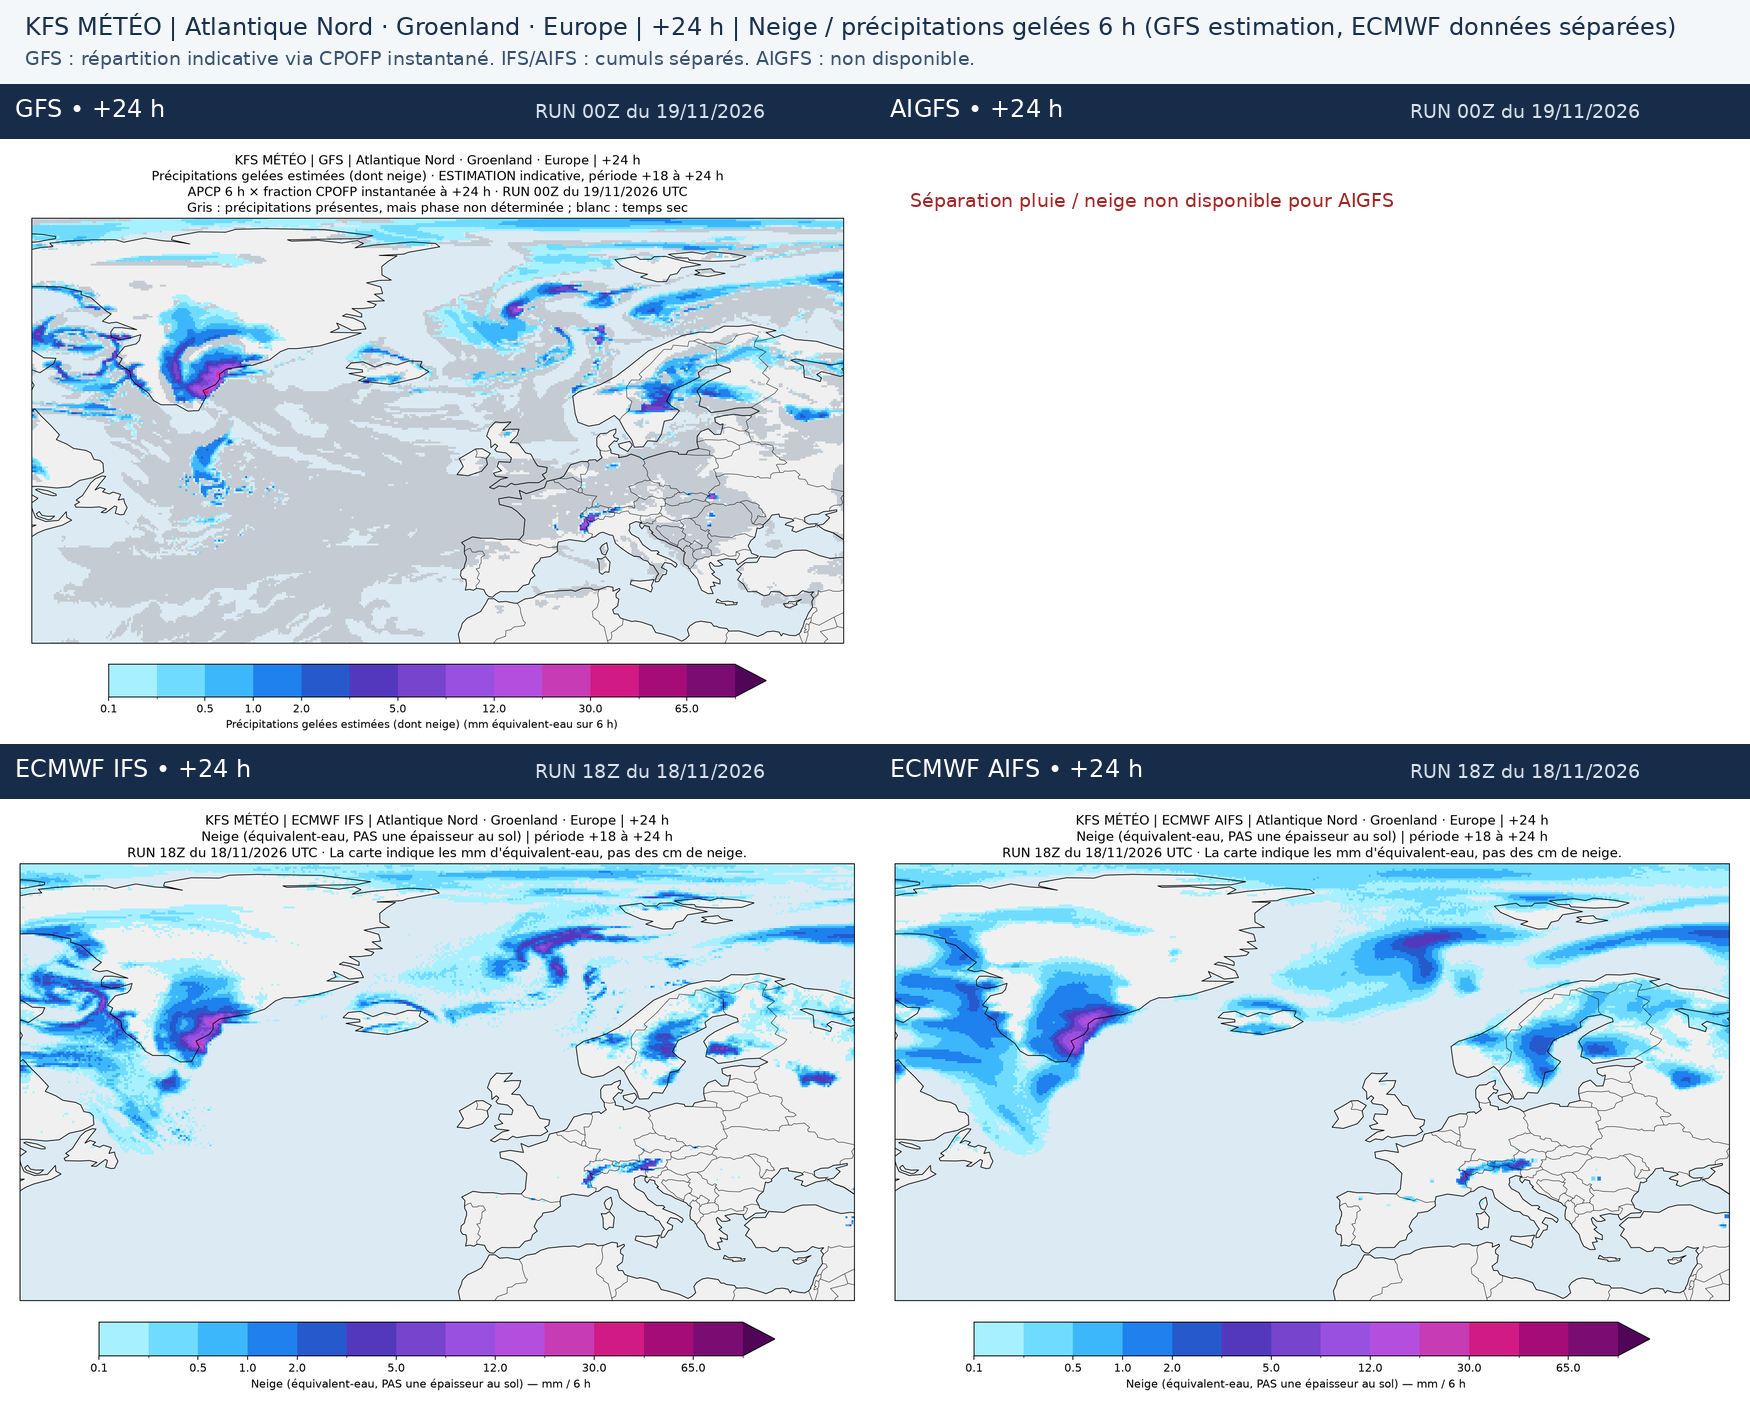 KFS MÉTÉO | Atlantique Nord · Groenland · Europe | +24 h | Neige / précipitations gelées 6 h (GFS estimation, ECMWF données séparées)
GFS : répartition indicative via CPOFP instantané. IFS/AIFS : cumuls séparés. AIGFS : non disponible.
GFS • +24 h
RUN 00Z du 19/11/2026
AIGFS • +24 h
RUN 00Z du 19/11/2026
KFS MÉTÉO | GFS | Atlantique Nord · Groenland · Europe | +24 h
Précipitations gelées estimées (dont neige) · ESTIMATION indicative, période +18 à +24 h
APCP 6 h × fraction CPOFP instantanée à +24 h · RUN 00Z du 19/11/2026 UTC
Gris : précipitations présentes, mais phase non déterminée ; blanc : temps sec
Séparation pluie / neige non disponible pour AIGFS
0.1 0.5 1.0 2.0 5.0 12.0 30.0 65.0
Précipitations gelées estimées (dont neige) (mm équivalent-eau sur 6 h)
ECMWF IFS • +24 h
RUN 18Z du 18/11/2026
ECMWF AIFS • +24 h
RUN 18Z du 18/11/2026
KFS MÉTÉO | ECMWF IFS | Atlantique Nord · Groenland · Europe | +24 h
Neige (équivalent-eau, PAS une épaisseur au sol) | période +18 à +24 h
RUN 18Z du 18/11/2026 UTC · La carte indique les mm d'équivalent-eau, pas des cm de neige.
KFS MÉTÉO | ECMWF AIFS | Atlantique Nord · Groenland · Europe | +24 h
Neige (équivalent-eau, PAS une épaisseur au sol) | période +18 à +24 h
RUN 18Z du 18/11/2026 UTC · La carte indique les mm d'équivalent-eau, pas des cm de neige.
0.1 0.5 1.0 2.0 5.0 12.0 30.0 65.0
Neige (équivalent-eau, PAS une épaisseur au sol) — mm / 6 h
0.1 0.5 1.0 2.0 5.0 12.0 30.0 65.0
Neige (équivalent-eau, PAS une épaisseur au sol) — mm / 6 h